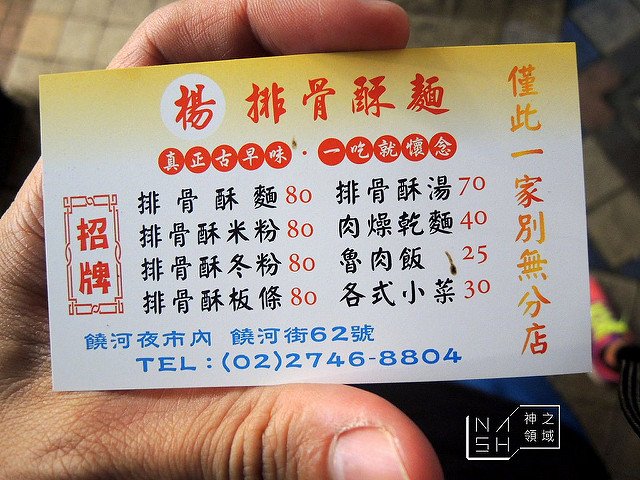 楊 排骨酥麵
真正古早味・一吃就懷念
招牌
排骨酥麵 80
排骨酥米粉 80
排骨酥冬粉 80
排骨酥板條 80
排骨酥湯 70
肉燥乾麵 40
魯肉飯 25
各式小菜 30
饒河夜市內 饒河街62號
TEL：(02)2746-8804
僅此一家別無分店
NASH 神之領域